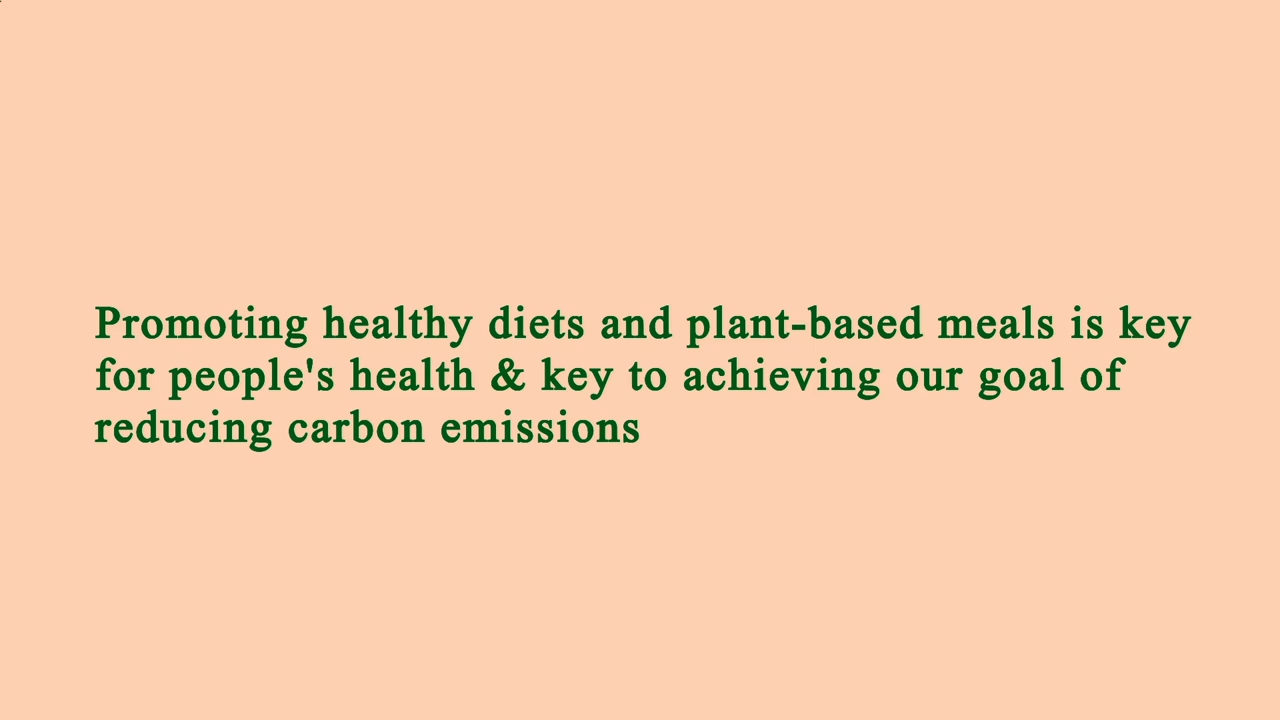 Promoting healthy diets and plant-based meals is key
for people's health & key to achieving our goal of
reducing carbon emissions